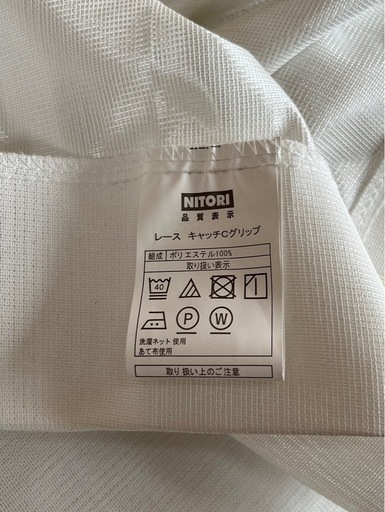 NITORI
品質表示
レース キャッチCグリップ
組成 ポリエステル100%
取り扱い表示
40
P W
洗濯ネット使用
あて布使用
取り扱い上のご注意